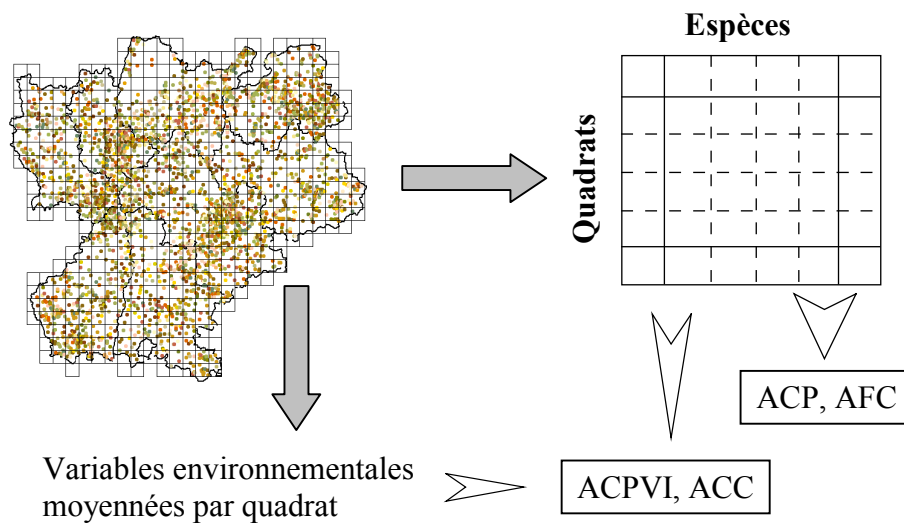 Espèces
Quadrats
ACP, AFC
Variables environnementales
moyennées par quadrat
ACPVI, ACC